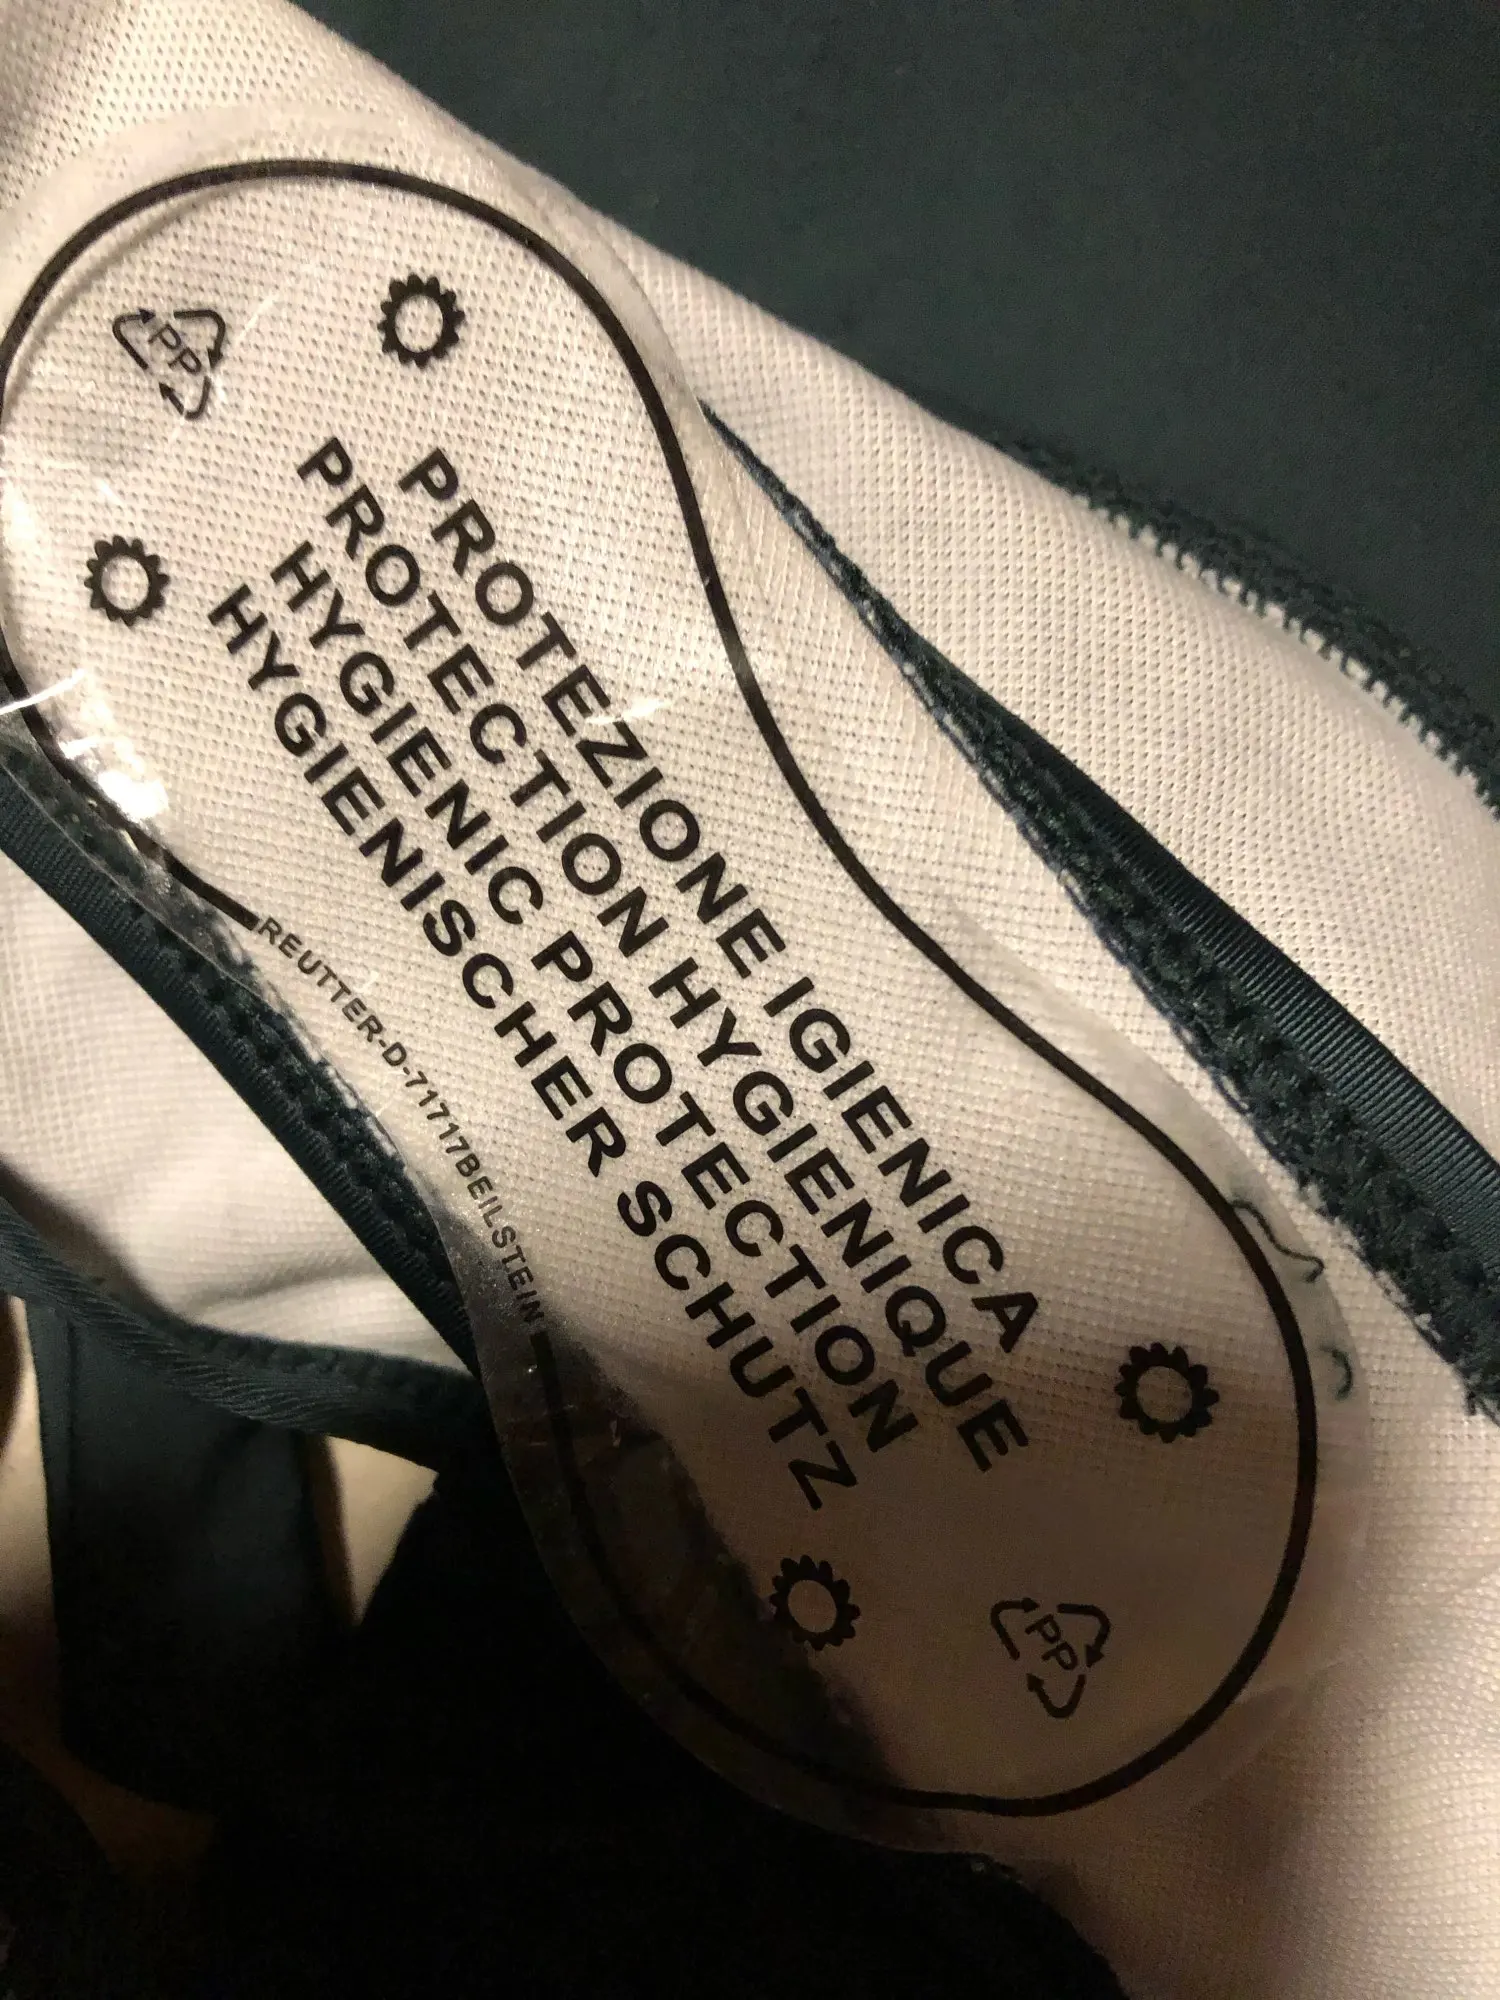 PP
PROTEZIONE IGIENICA
PROTECTION HYGIENIQUE
HYGIENIC PROTECTION
HYGIENISCHER SCHUTZ
REUTTER-D-71717BEILSTEIN
PP